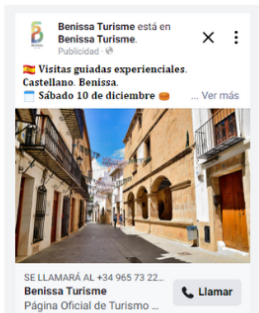 Benissa Turisme está en
Benissa Turisme.
Publicidad ·
🇪🇸 Visitas guiadas experienciales.
Castellano. Benissa.
🗓️ Sábado 10 de diciembre 🥮 ... Ver más
SE LLAMARÁ AL +34 965 73 22...
Benissa Turisme
Página Oficial de Turismo ...
Llamar